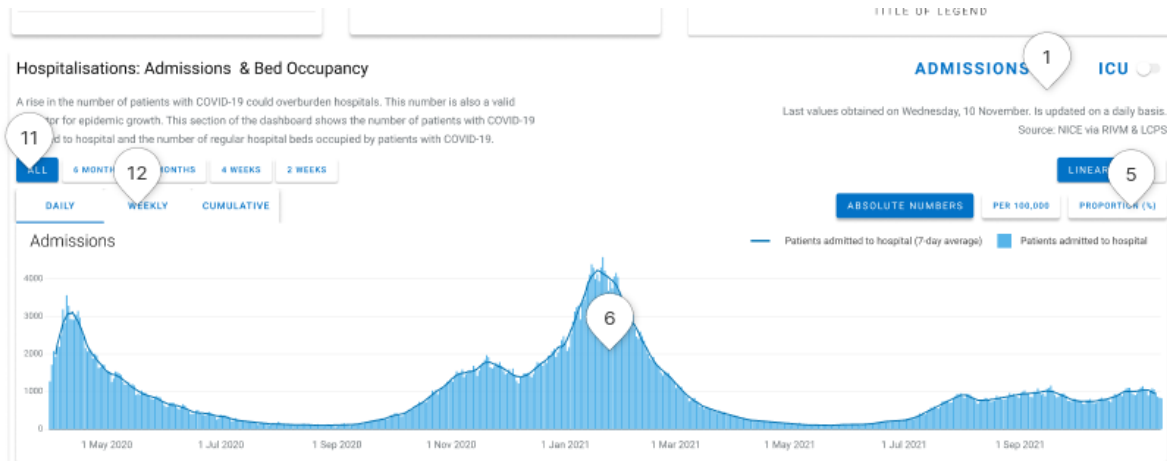 TITLE OF LEGEND
Hospitalisations: Admissions & Bed Occupancy
ADMISSIONS
1
ICU
A rise in the number of patients with COVID-19 could overburden hospitals. This number is also a valid
for epidemic growth. This section of the dashboard shows the number of patients with COVID-19
to hospital and the number of regular hospital beds occupied by patients with COVID-19.
Last values obtained on Wednesday, 10 November. Is updated on a daily basis.
Source: NICE via RIVM & LCPS
11
12
5
ALL
6 MONTH
MONTHS
4 WEEKS
2 WEEKS
LINEAR
DAILY
WEEKLY
CUMULATIVE
ABSOLUTE NUMBERS
PER 100,000
PROPORTION (%)
Admissions
Patients admitted to hospital (7-day average)
Patients admitted to hospital
4000
3000
2000
1000
0
6
1 May 2020
1 Jul 2020
1 Sep 2020
1 Nov 2020
1 Jan 2021
1 Mar 2021
1 May 2021
1 Jul 2021
1 Sep 2021